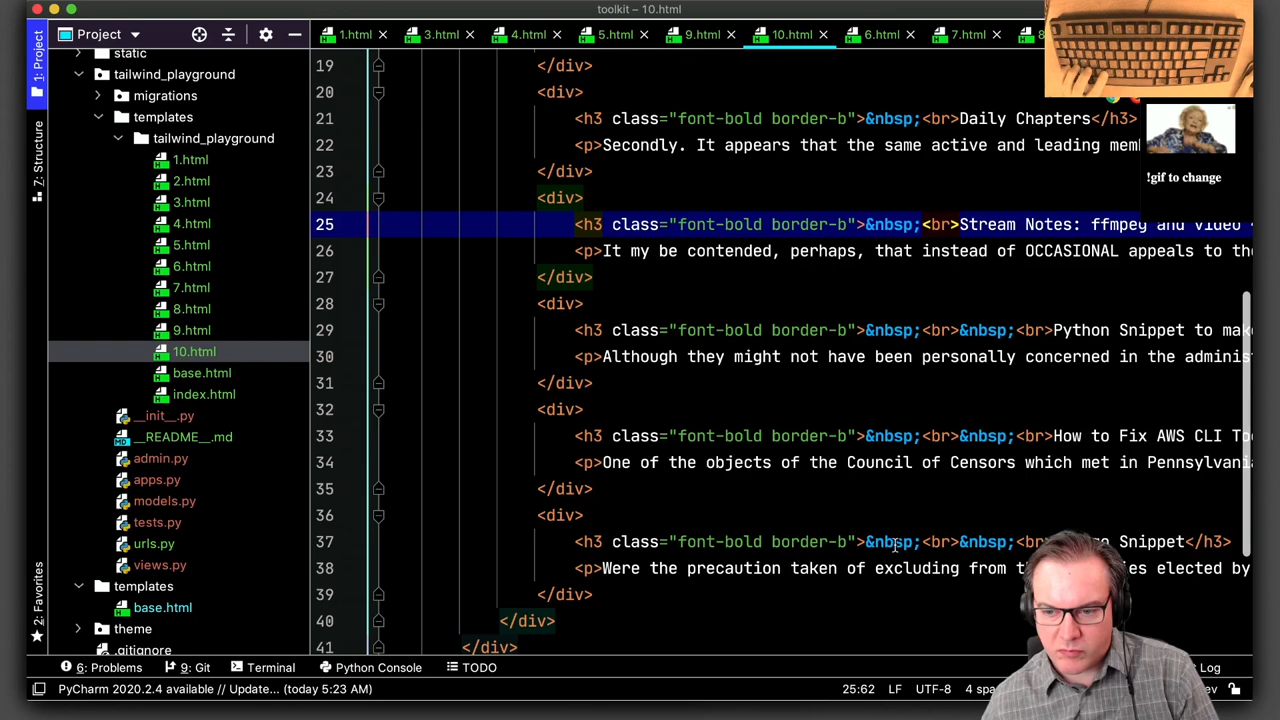 toolkit – 10.html
Project
1.html
3.html
4.html
5.html
9.html
10.html
6.html
7.html
8
1: Project
7: Structure
2: Favorites
static
tailwind_playground
migrations
templates
tailwind_playground
1.html
2.html
3.html
4.html
5.html
6.html
7.html
8.html
9.html
10.html
base.html
index.html
__init__.py
__README__.md
admin.py
apps.py
models.py
tests.py
urls.py
views.py
templates
base.html
theme
.gitignore
19 </div>
20 <div>
21 <h3 class="font-bold border-b">&nbsp;<br>Daily Chapters</h3>
22 <p>Secondly. It appears that the same active and leading mem
23 </div>
24 <div>
25 <h3 class="font-bold border-b">&nbsp;<br>Stream Notes: ffmpeg and video
26 <p>It my be contended, perhaps, that instead of OCCASIONAL appeals to the
27 </div>
28 <div>
29 <h3 class="font-bold border-b">&nbsp;<br>&nbsp;<br>Python Snippet to mak
30 <p>Although they might not have been personally concerned in the adminis
31 </div>
32 <div>
33 <h3 class="font-bold border-b">&nbsp;<br>&nbsp;<br>How to Fix AWS CLI To
34 <p>One of the objects of the Council of Censors which met in Pennsylvani
35 </div>
36 <div>
37 <h3 class="font-bold border-b">&nbsp;<br>&nbsp;<br Snippet</h3>
38 <p>Were the precaution taken of excluding from elected by
39 </div>
40 </div>
41 </div>
!gif to change
6: Problems
9: Git
Terminal
Python Console
TODO
Log
PyCharm 2020.2.4 available // Update... (today 5:23 AM)
25:62
LF
UTF-8
4 spa